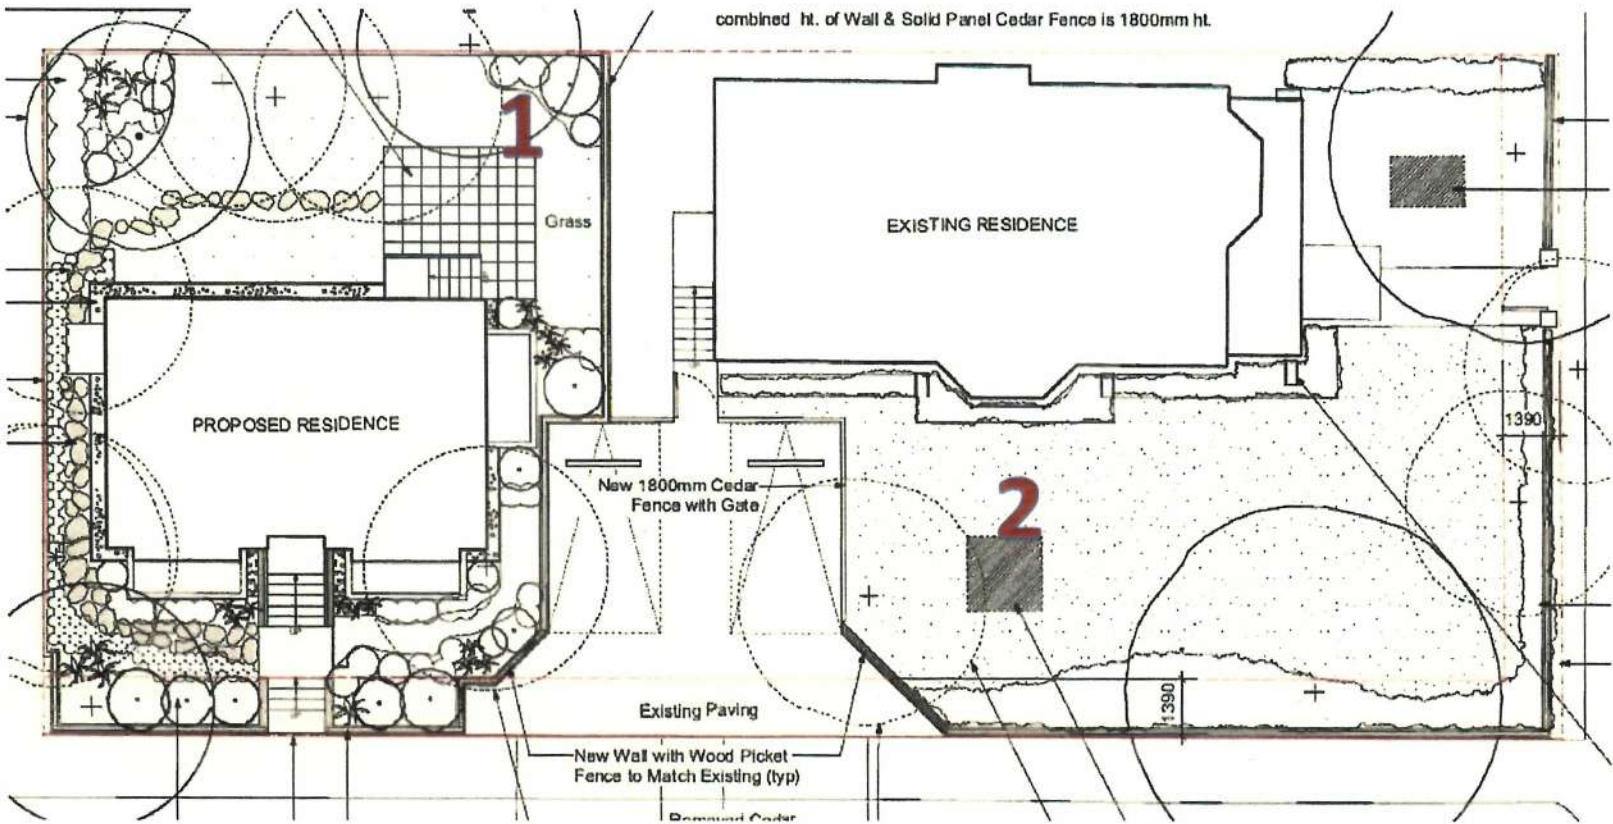 combined ht. of Wall & Solid Panel Cedar Fence is 1800mm ht.
1
Grass
EXISTING RESIDENCE
PROPOSED RESIDENCE
1390
New 1800mm Cedar
Fence with Gate
2
1390
Existing Paving
New Wall with Wood Picket
Fence to Match Existing (typ)
Removed Cedar